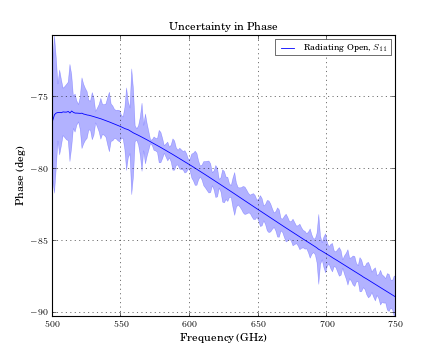 Uncertainty in Phase
Radiating Open, S₁₁
−75
−80
−85
−90
Phase (deg)
500 550 600 650 700 750
Frequency (GHz)